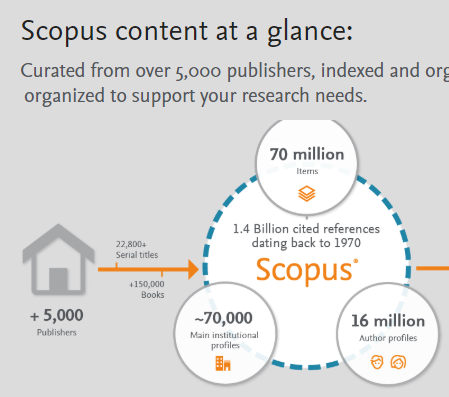 Scopus content at a glance:
Curated from over 5,000 publishers, indexed and org
organized to support your research needs.
70 million
Items
1.4 Billion cited references
dating back to 1970
Scopus®
22,800+
Serial titles
+150,000
Books
+ 5,000
Publishers
~70,000
Main institutional
profiles
16 million
Author profiles